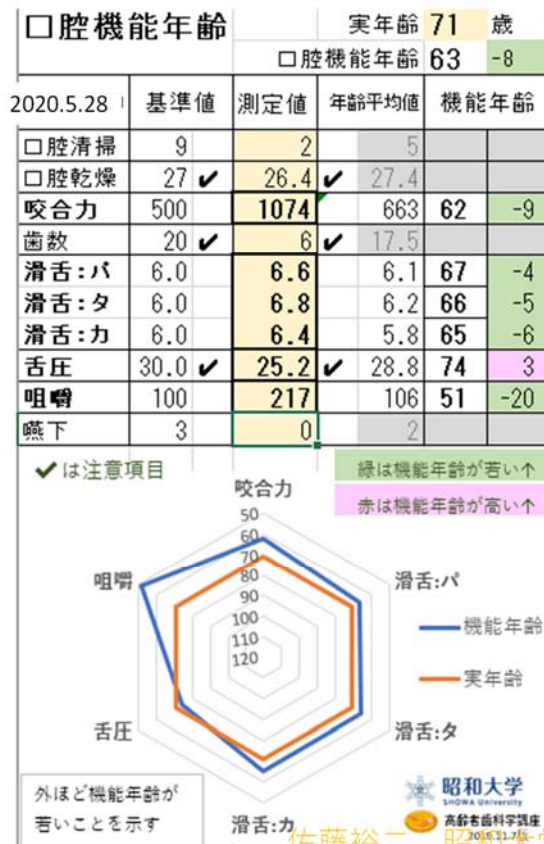 口腔機能年齢 実年齢 71 歳
口腔機能年齢 63 -8
2020.5.28 基準値 測定値 年齢平均値 機能年齢
口腔清掃 9 2 5
口腔乾燥 27 ✔ 26.4 ✔ 27.4
咬合力 500 1074 663 62 -9
歯数 20 ✔ 6 ✔ 17.5
滑舌:パ 6.0 6.6 6.1 67 -4
滑舌:タ 6.0 6.8 6.2 66 -5
滑舌:カ 6.0 6.4 5.8 65 -6
舌圧 30.0 ✔ 25.2 ✔ 28.8 74 3
咀嚼 100 217 106 51 -20
嚥下 3 0 2
✔は注意項目 緑は機能年齢が若い↑
赤は機能年齢が高い↑
咬合力
50
60
70
80
90
100
110
120
咀嚼
滑舌:パ
機能年齢
実年齢
舌圧
滑舌:タ
滑舌:カ
外ほど機能年齢が
若いことを示す
昭和大学
SHOWA University
高齢者歯科学講座
佐藤裕二